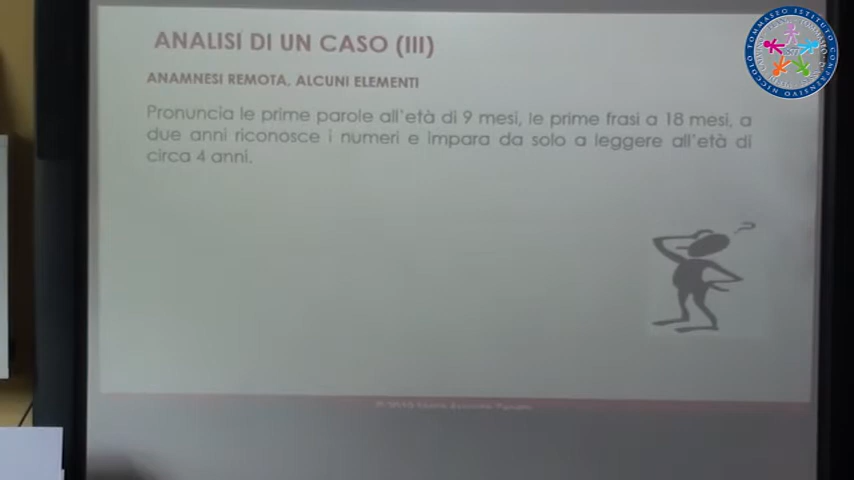 ANALISI DI UN CASO (III)
ANAMNESI REMOTA, ALCUNI ELEMENTI
Pronuncia le prime parole all'età di 9 mesi, le prime frasi a 18 mesi, a
due anni riconosce i numeri e impara da solo a leggere all'età di
circa 4 anni.
?